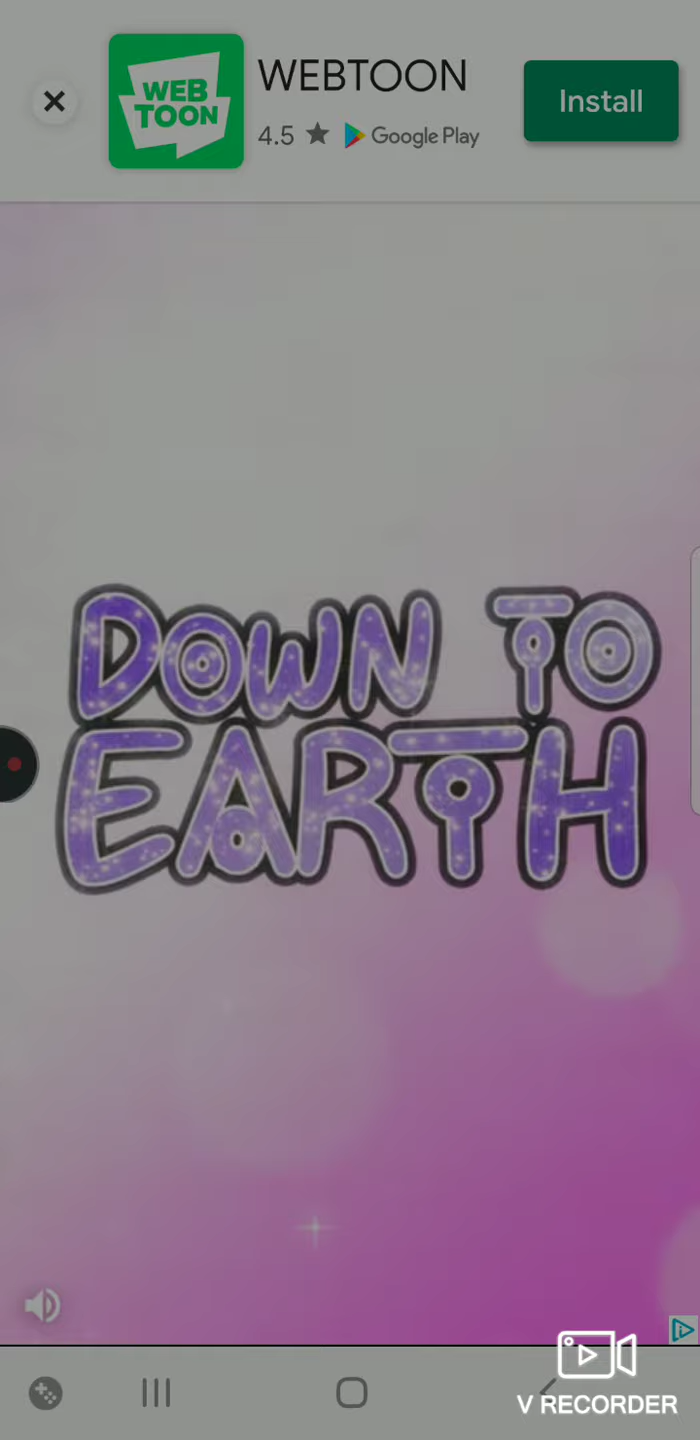 WEB
TOON
WEBTOON
4.5 ★ Google Play
Install
DOWN TO
EARTH
V RECORDER